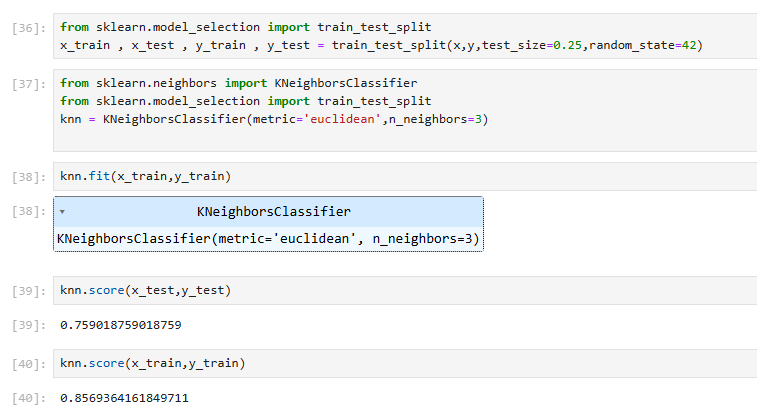 [36]: from sklearn.model_selection import train_test_split
x_train , x_test , y_train , y_test = train_test_split(x,y,test_size=0.25,random_state=42)
[37]: from sklearn.neighbors import KNeighborsClassifier
from sklearn.model_selection import train_test_split
knn = KNeighborsClassifier(metric='euclidean',n_neighbors=3)
[38]: knn.fit(x_train,y_train)
[38]: KNeighborsClassifier
KNeighborsClassifier(metric='euclidean', n_neighbors=3)
[39]: knn.score(x_test,y_test)
[39]: 0.759018759018759
[40]: knn.score(x_train,y_train)
[40]: 0.8569364161849711